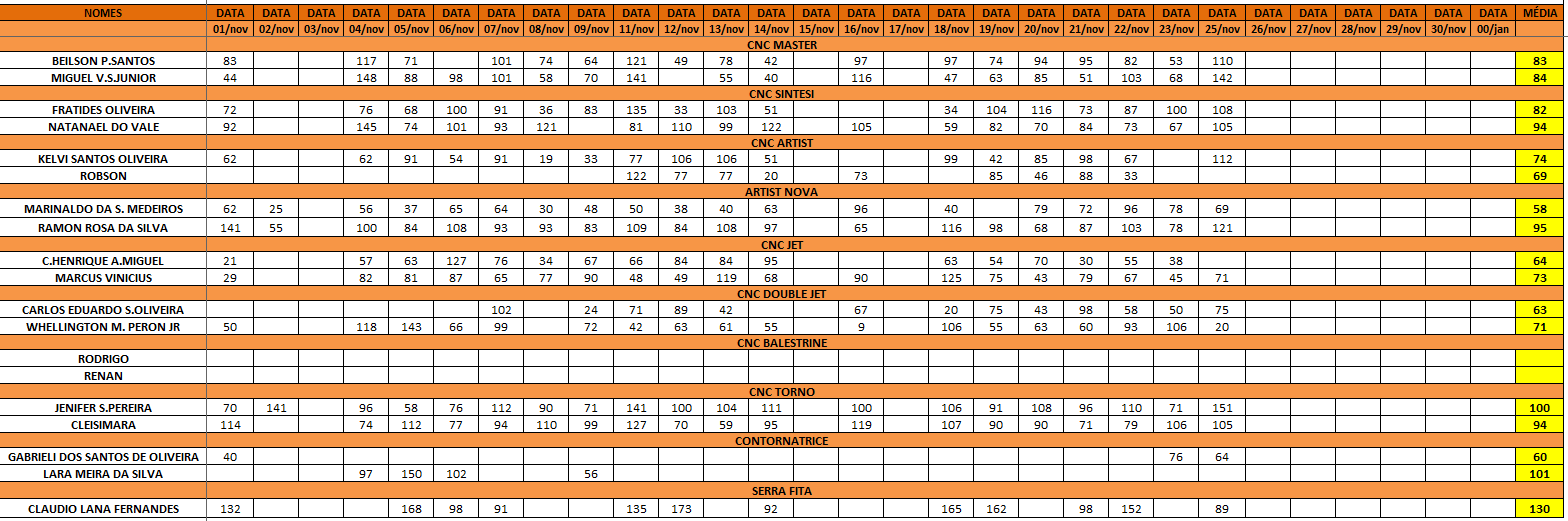 NOMES DATA DATA DATA DATA DATA DATA DATA DATA DATA DATA DATA DATA DATA DATA DATA DATA DATA DATA DATA DATA DATA DATA DATA DATA DATA DATA DATA DATA DATA MÉDIA
01/nov 02/nov 03/nov 04/nov 05/nov 06/nov 07/nov 08/nov 09/nov 11/nov 12/nov 13/nov 14/nov 15/nov 16/nov 17/nov 18/nov 19/nov 20/nov 21/nov 22/nov 23/nov 25/nov 26/nov 27/nov 28/nov 29/nov 30/nov 00/jan
CNC MASTER
BEILSON P.SANTOS 83 117 71 101 74 64 121 49 78 42 97 97 74 94 95 82 53 110 83
MIGUEL V.S.JUNIOR 44 148 88 98 101 58 70 141 55 40 116 47 63 85 51 103 68 142 84
CNC SINTESI
FRATIDES OLIVEIRA 72 76 68 100 91 36 83 135 33 103 51 34 104 116 73 87 100 108 82
NATANAEL DO VALE 92 145 74 101 93 121 81 110 99 122 105 59 82 70 84 73 67 105 94
CNC ARTIST
KELVI SANTOS OLIVEIRA 62 62 91 54 91 19 33 77 106 106 51 99 42 85 98 67 112 74
ROBSON 122 77 77 20 73 85 46 88 33 69
ARTIST NOVA
MARINALDO DA S. MEDEIROS 62 25 56 37 65 64 30 48 50 38 40 63 96 40 79 72 96 78 69 58
RAMON ROSA DA SILVA 141 55 100 84 108 93 93 83 109 84 108 97 65 116 98 68 87 103 78 121 95
CNC JET
C.HENRIQUE A.MIGUEL 21 57 63 127 76 34 67 66 84 84 95 63 54 70 30 55 38 64
MARCUS VINICIUS 29 82 81 87 65 77 90 48 49 119 68 90 125 75 43 79 67 45 71 73
CNC DOUBLE JET
CARLOS EDUARDO S.OLIVEIRA 102 24 71 89 42 67 20 75 43 98 58 50 75 63
WHELLINGTON M. PERON JR 50 118 143 66 99 72 42 63 61 55 9 106 55 63 60 93 106 20 71
CNC BALESTRINE
RODRIGO
RENAN
CNC TORNO
JENIFER S.PEREIRA 70 141 96 58 76 112 90 71 141 100 104 111 100 106 91 108 96 110 71 151 100
CLEISIMARA 114 74 112 77 94 110 99 127 70 59 95 119 107 90 90 71 79 106 105 94
CONTORNATRICE
GABRIELI DOS SANTOS DE OLIVEIRA 40 76 64 60
LARA MEIRA DA SILVA 97 150 102 56 101
SERRA FITA
CLAUDIO LANA FERNANDES 132 168 98 91 135 173 92 165 162 98 152 89 130